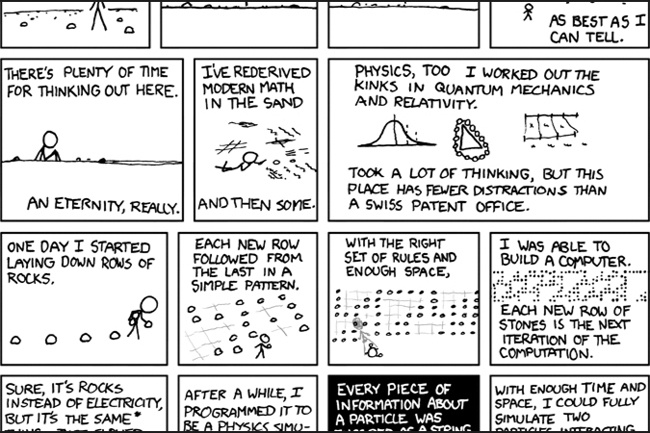 AS BEST AS I
CAN TELL.
THERE'S PLENTY OF TIME
FOR THINKING OUT HERE.
AN ETERNITY, REALLY.
I'VE REDERIVED
MODERN MATH
IN THE SAND
AND THEN SOME.
PHYSICS, TOO I WORKED OUT THE
KINKS IN QUANTUM MECHANICS
AND RELATIVITY.
TOOK A LOT OF THINKING, BUT THIS
PLACE HAS FEWER DISTRACTIONS THAN
A SWISS PATENT OFFICE.
ONE DAY I STARTED
LAYING DOWN ROWS OF
ROCKS.
EACH NEW ROW
FOLLOWED FROM
THE LAST IN A
SIMPLE PATTERN.
WITH THE RIGHT
SET OF RULES AND
ENOUGH SPACE,
I WAS ABLE TO
BUILD A COMPUTER.
EACH NEW ROW OF
STONES IS THE NEXT
ITERATION OF THE
COMPUTATION.
SURE, IT'S ROCKS
INSTEAD OF ELECTRICITY,
BUT IT'S THE SAME*
AFTER A WHILE, I
PROGRAMMED IT TO
BE A PHYSICS SIMU-
EVERY PIECE OF
INFORMATION ABOUT
A PARTICLE WAS
WITH ENOUGH TIME AND
SPACE, I COULD FULLY
SIMULATE TWO
PARTICLES INTERACTING